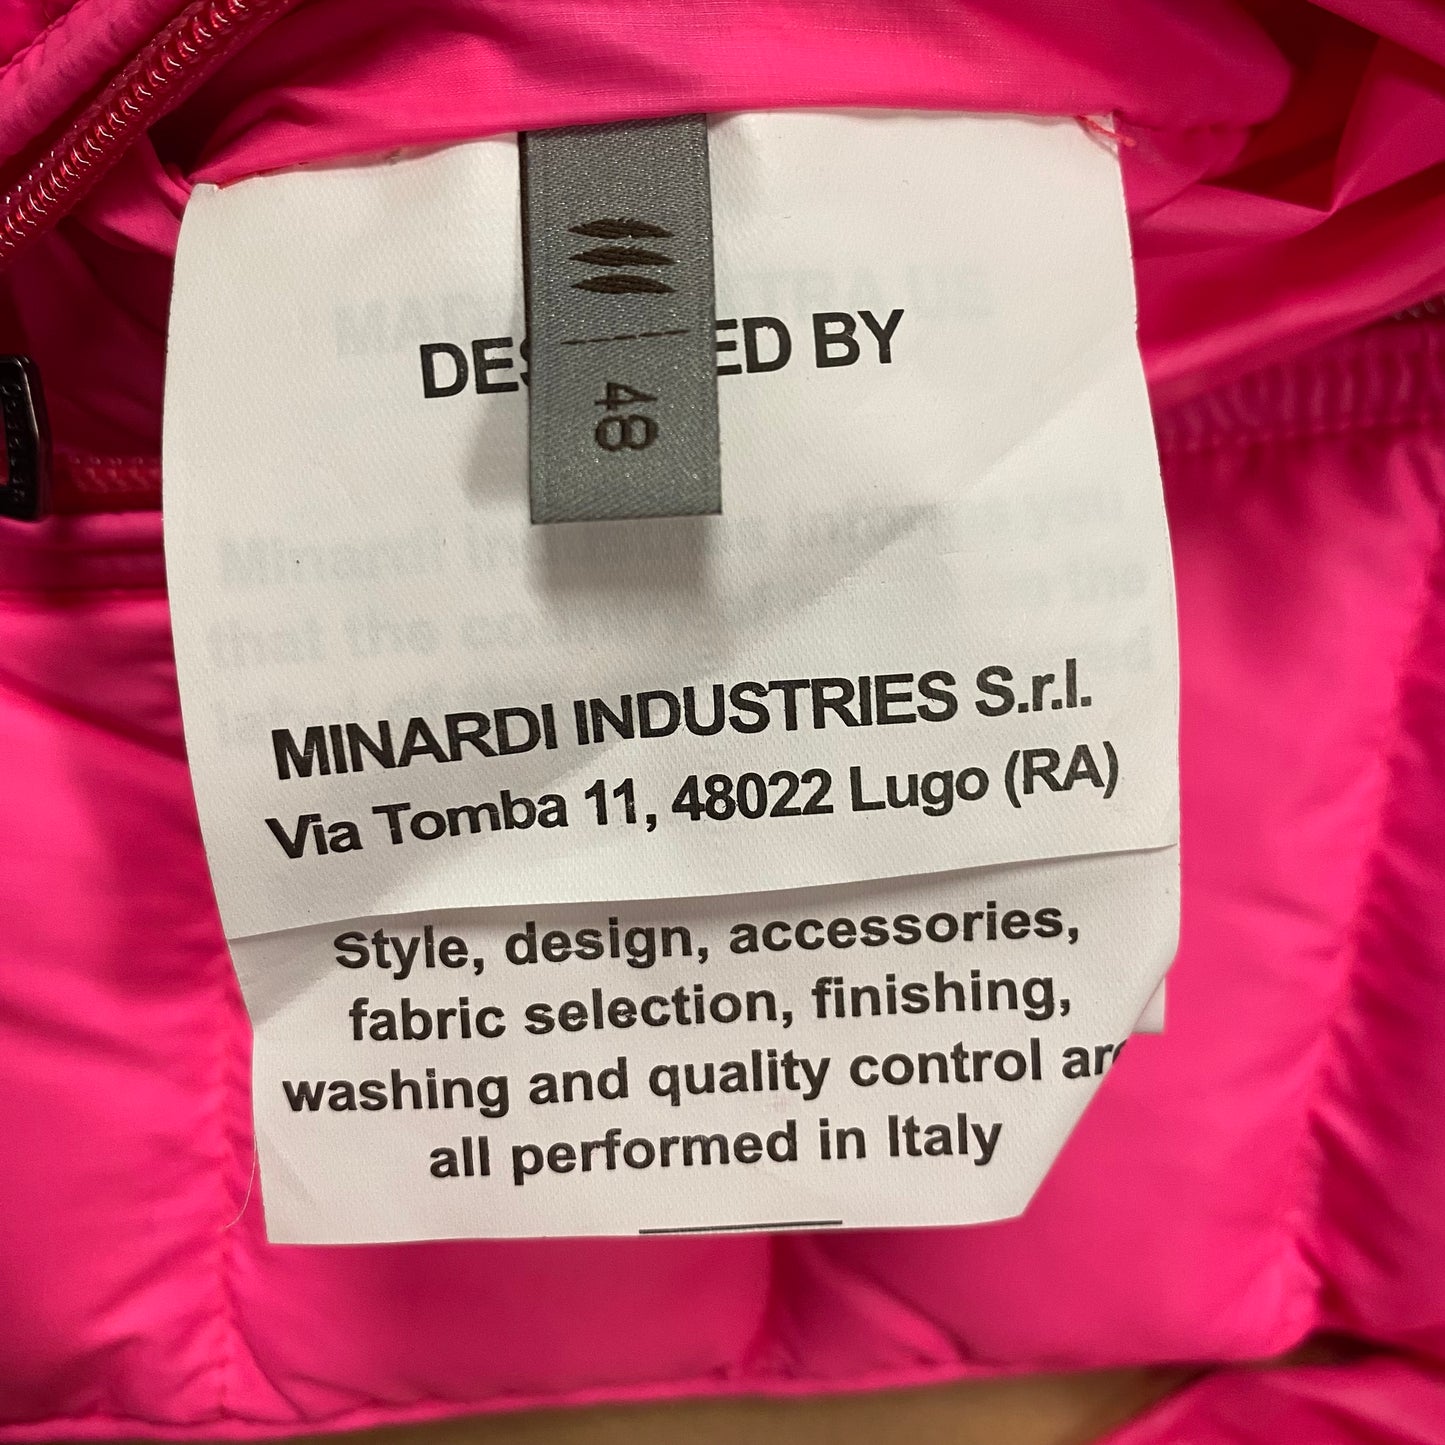 48
DES ED BY
MINARDI INDUSTRIES S.r.l.
Via Tomba 11, 48022 Lugo (RA)
Style, design, accessories,
fabric selection, finishing,
washing and quality control are
all performed in Italy